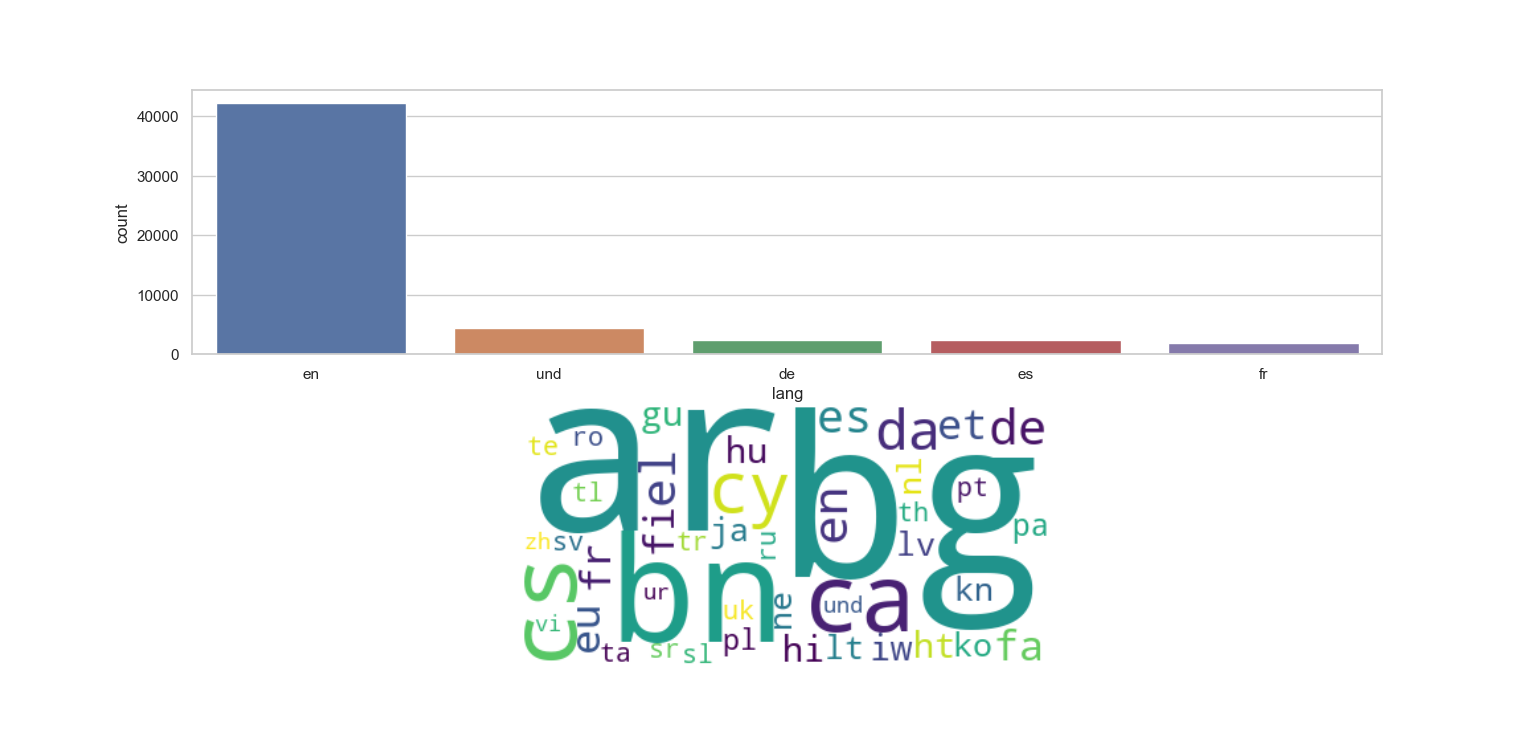 40000
30000
20000
10000
0
count
en und de es fr
lang
ar bg gu es da et de
te ro hu
tl el cy nl pt
fi en th pa
zh sv tr ja ru lv
cs fr bn ca kn
ur uk ne und
vi eu
ta sr sl pl hi lt iw ht ko fa